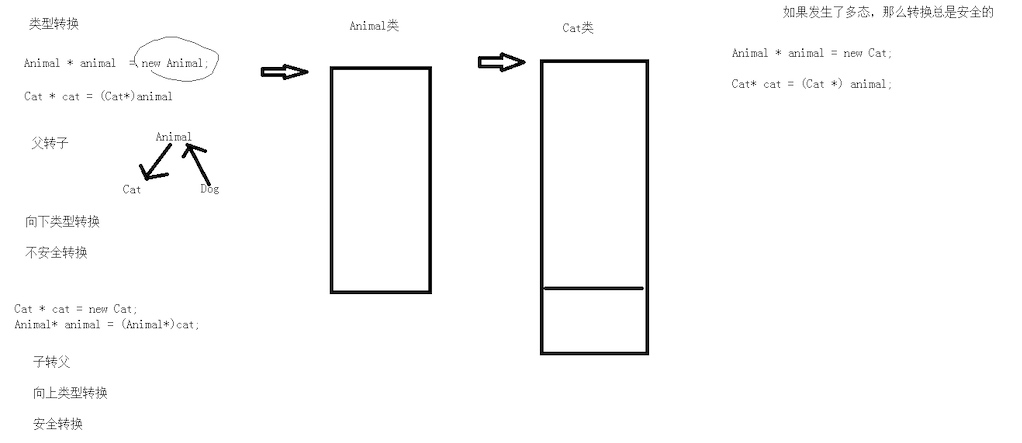 类型转换
Animal * animal  = new Animal;
Cat * cat = (Cat*)animal
父转子
Animal
Cat
Dog
向下类型转换
不安全转换
Cat * cat = new Cat;
Animal* animal = (Animal*)cat;
子转父
向上类型转换
安全转换
Animal类
Cat类
如果发生了多态，那么转换总是安全的
Animal * animal = new Cat;
Cat* cat = (Cat *) animal;